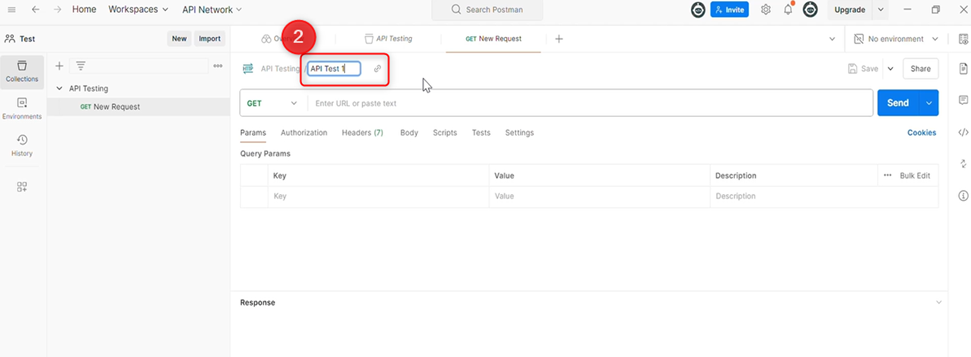 Home Workspaces API Network Search Postman Invite Upgrade
Test New Import 2 API Testing GET New Request No environment
Collections API Testing / API Test 1 Save Share
API Testing
GET New Request GET Enter URL or paste text Send
Environments
History
Params Authorization Headers (7) Body Scripts Tests Settings Cookies
Query Params
Key Value Description Bulk Edit
Key Value Description
Response